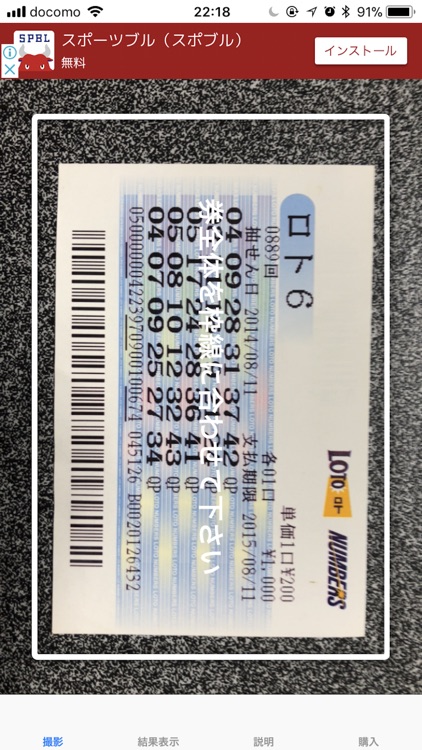 docomo 22:18 91%
SPBL
スポーツブル（スポブル）
無料
インストール
ロト6
LOTO ロト NUMBERS
0889回 各01口 単価1口¥200
抽せん日 2014/08/11 支払期限 2015/08/11
¥1,000
04 09 28 31 37 42 QP
券全体を枠線に合わせて下さい
05 17 24 28 36 41 QP
05 08 10 12 32 43 QP
04 07 09 25 27 34 QP
045126 B0020126432
撮影
結果表示
説明
購入